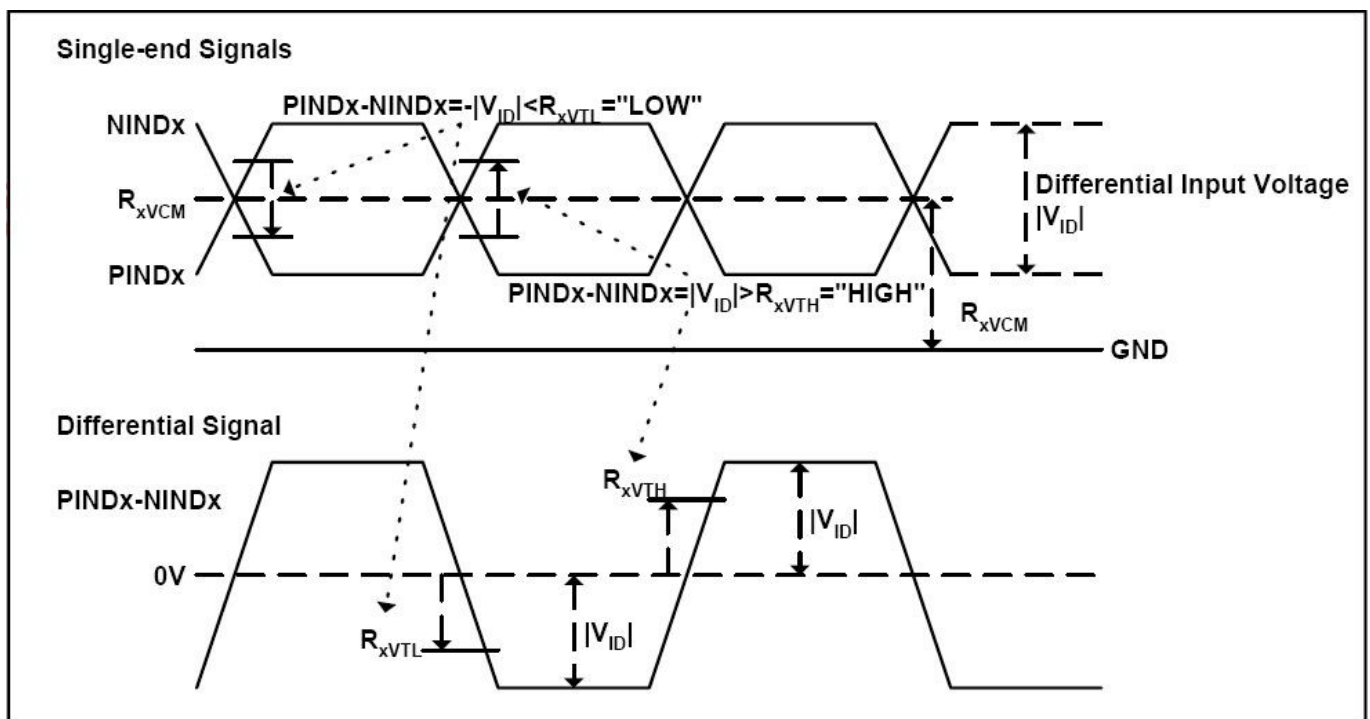 Single-end Signals
PINDx-NINDx=-|VID|<RxVTL="LOW"
NINDx
RxVCM
Differential Input Voltage
|VID|
PINDx
PINDx-NINDx=|VID|>RxVTH="HIGH"
RxVCM
GND
Differential Signal
RxVTH
PINDx-NINDx
|VID|
0V
RxVTL
|VID|